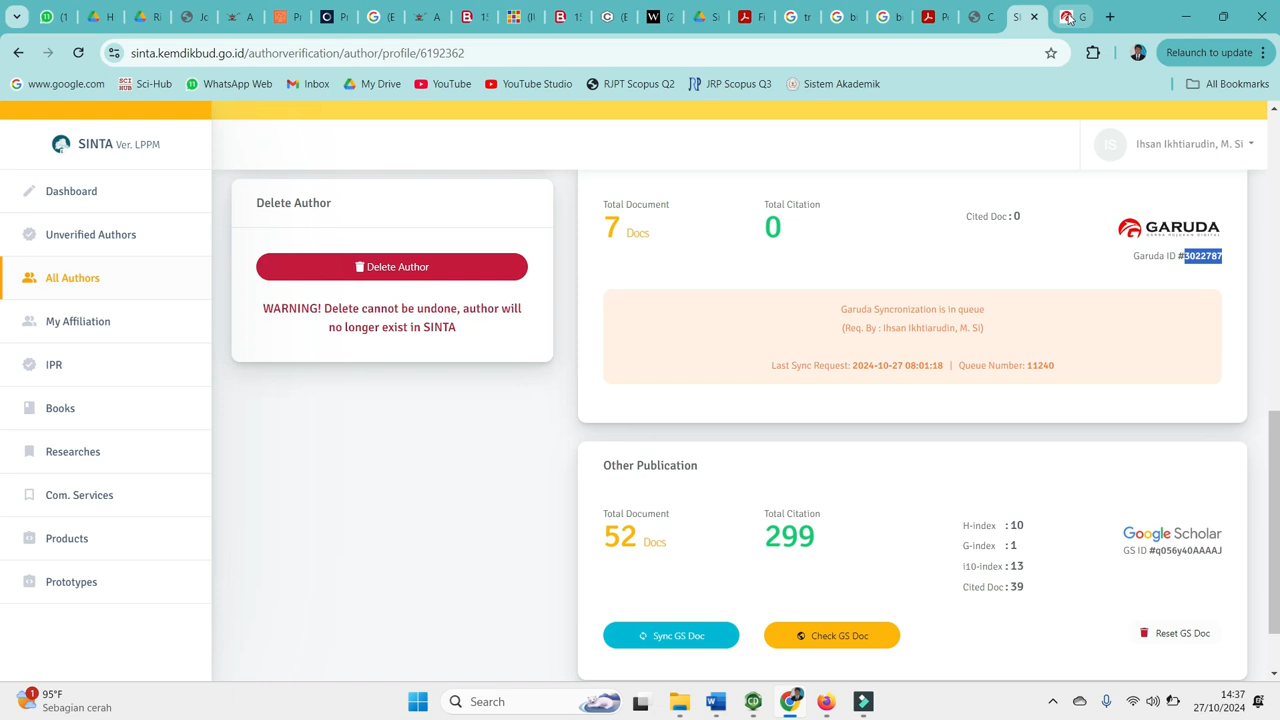 sinta.kemdikbud.go.id/authorverification/author/profile/6192362
Relaunch to update
www.google.com
Sci-Hub
WhatsApp Web
Inbox
My Drive
YouTube
YouTube Studio
RJPT Scopus Q2
JRP Scopus Q3
Sistem Akademik
All Bookmarks
SINTA Ver. LPPM
IS
Ihsan Ikhtiarudin, M. Si
Dashboard
Unverified Authors
All Authors
My Affiliation
IPR
Books
Researches
Com. Services
Products
Prototypes
Delete Author
Delete Author
WARNING! Delete cannot be undone, author will
no longer exist in SINTA
Total Document
7 Docs
Total Citation
0
Cited Doc : 0
GARUDA
Garuda ID #3022787
Garuda Syncronization is in queue
(Req. By : Ihsan Ikhtiarudin, M. Si)
Last Sync Request: 2024-10-27 08:01:18 | Queue Number: 11240
Other Publication
Total Document
52 Docs
Total Citation
299
H-index : 10
G-index : 1
i10-index : 13
Cited Doc : 39
Google Scholar
GS ID #q056y40AAAAJ
Sync GS Doc
Check GS Doc
Reset GS Doc
1
95°F
Sebagian cerah
Search
14:37
27/10/2024